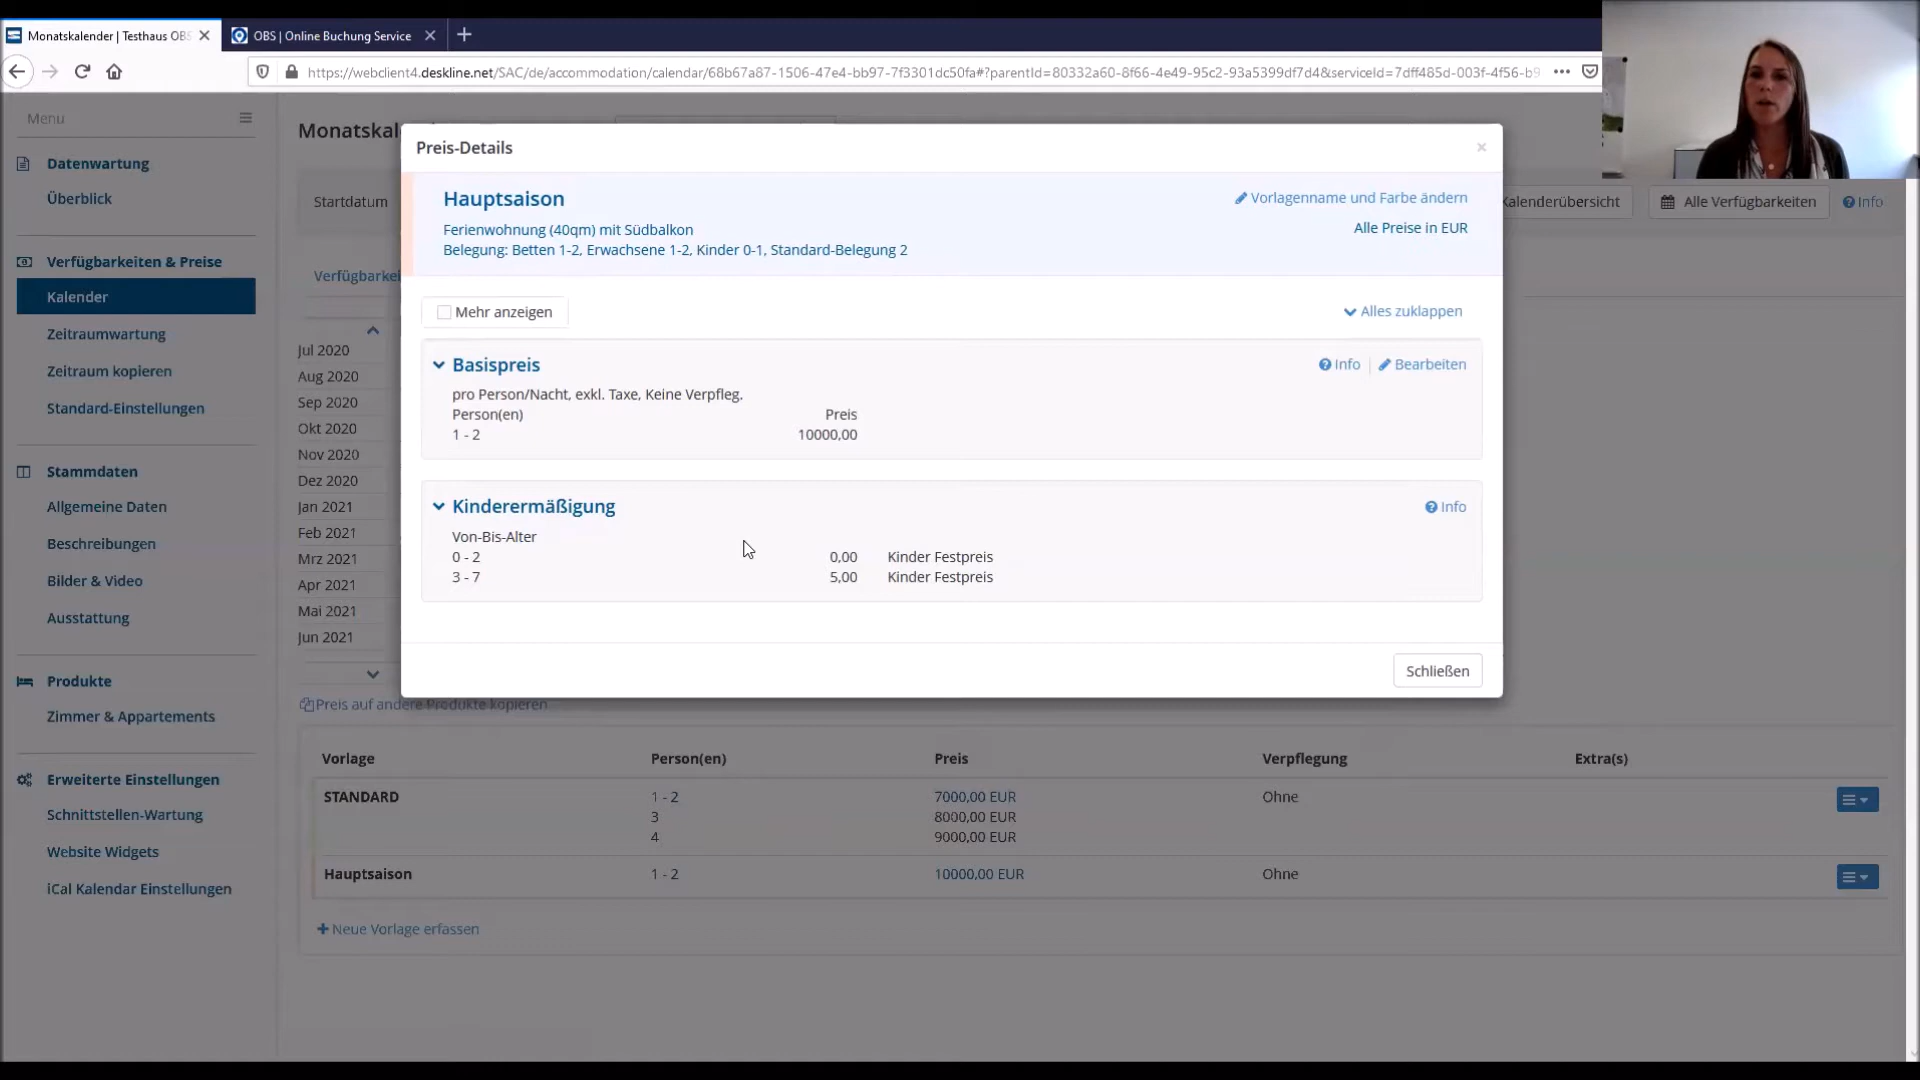 Monatskalender | Testhaus OBS
OBS | Online Buchung Service
https://webclient4.deskline.net/SAC/de/accommodation/calendar/68b67a87-1506-47e4-bb97-7f3301dc50fa#?parentId=80332a60-8f66-4e49-95c2-93a5399df7d4&serviceId=7dff485d-003f-4f56-b9
Menu
Datenwartung
Überblick
Verfügbarkeiten & Preise
Kalender
Zeitraumwartung
Zeitraum kopieren
Standard-Einstellungen
Stammdaten
Allgemeine Daten
Beschreibungen
Bilder & Video
Ausstattung
Produkte
Zimmer & Appartements
Erweiterte Einstellungen
Schnittstellen-Wartung
Website Widgets
iCal Kalendar Einstellungen
Monatskal
Startdatum
Kalenderübersicht
Alle Verfügbarkeiten
Info
Verfügbarkei
Jul 2020
Aug 2020
Sep 2020
Okt 2020
Nov 2020
Dez 2020
Jan 2021
Feb 2021
Mrz 2021
Apr 2021
Mai 2021
Jun 2021
Preis-Details
Hauptsaison
Vorlagenname und Farbe ändern
Ferienwohnung (40qm) mit Südbalkon
Alle Preise in EUR
Belegung: Betten 1-2, Erwachsene 1-2, Kinder 0-1, Standard-Belegung 2
Mehr anzeigen
Alles zuklappen
Basispreis
Info | Bearbeiten
pro Person/Nacht, exkl. Taxe, Keine Verpfleg.
Person(en) Preis
1 - 2 10000,00
Kinderermäßigung
Info
Von-Bis-Alter
0 - 2 0,00 Kinder Festpreis
3 - 7 5,00 Kinder Festpreis
Schließen
Preis auf andere Produkte kopieren
Vorlage Person(en) Preis Verpflegung Extra(s)
STANDARD 1 - 2 7000,00 EUR Ohne
3 8000,00 EUR
4 9000,00 EUR
Hauptsaison 1 - 2 10000,00 EUR Ohne
Neue Vorlage erfassen